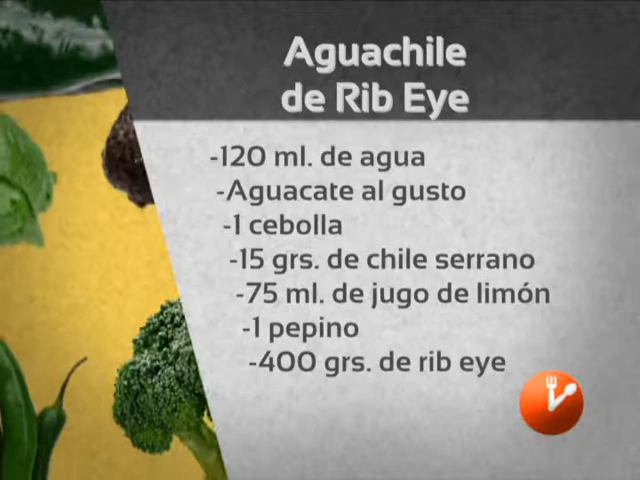 Aguachile
de Rib Eye
-120 ml. de agua
-Aguacate al gusto
-1 cebolla
-15 grs. de chile serrano
-75 ml. de jugo de limón
-1 pepino
-400 grs. de rib eye